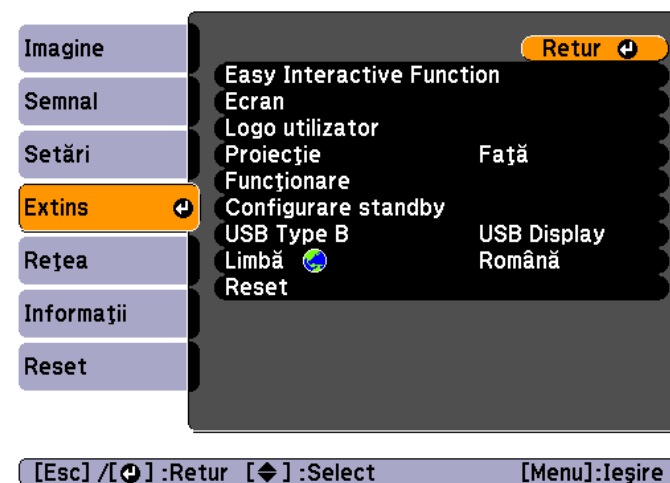 Imagine
Semnal
Setări
Extins
Reţea
Informaţii
Reset
Retur
Easy Interactive Function
Ecran
Logo utilizator
Proiecţie Faţă
Funcţionare
Configurare standby
USB Type B USB Display
Limbă Română
Reset
[Esc] /[ ] :Retur [ ] :Select [Menu]:Ieşire